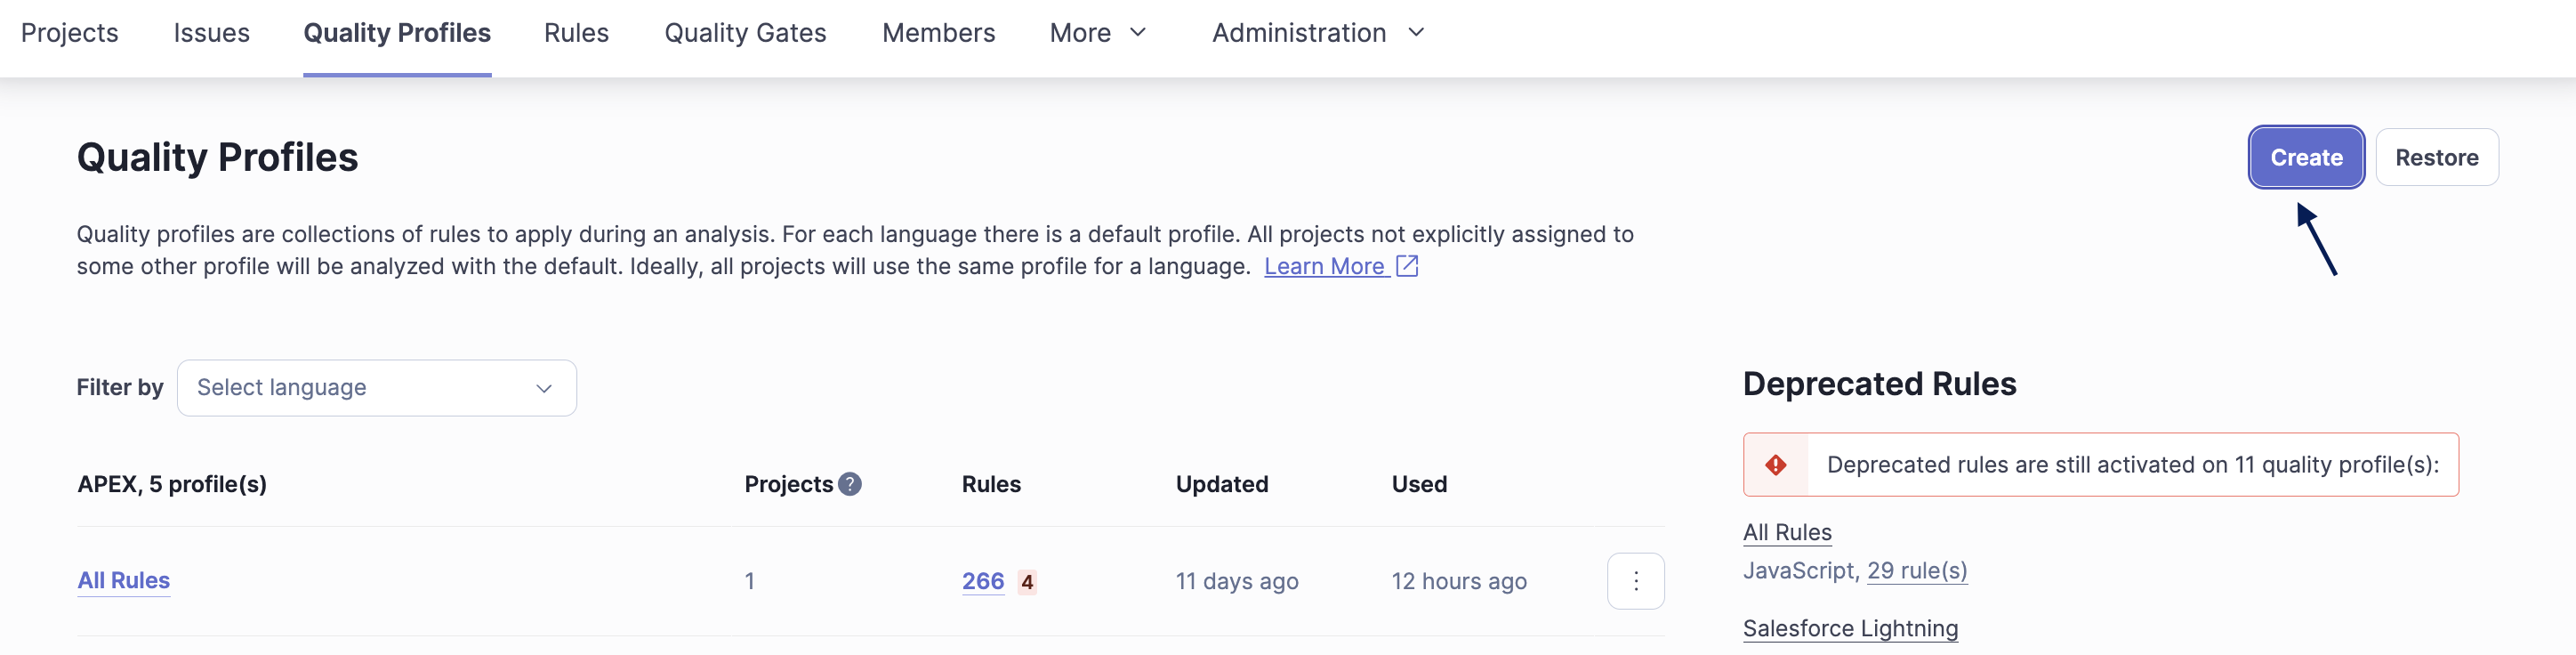 Projects Issues Quality Profiles Rules Quality Gates Members More Administration
Quality Profiles
Create Restore
Quality profiles are collections of rules to apply during an analysis. For each language there is a default profile. All projects not explicitly assigned to
some other profile will be analyzed with the default. Ideally, all projects will use the same profile for a language. Learn More
Filter by Select language
APEX, 5 profile(s) Projects ? Rules Updated Used
All Rules 1 266 4 11 days ago 12 hours ago
Deprecated Rules
Deprecated rules are still activated on 11 quality profile(s):
All Rules
JavaScript, 29 rule(s)
Salesforce Lightning